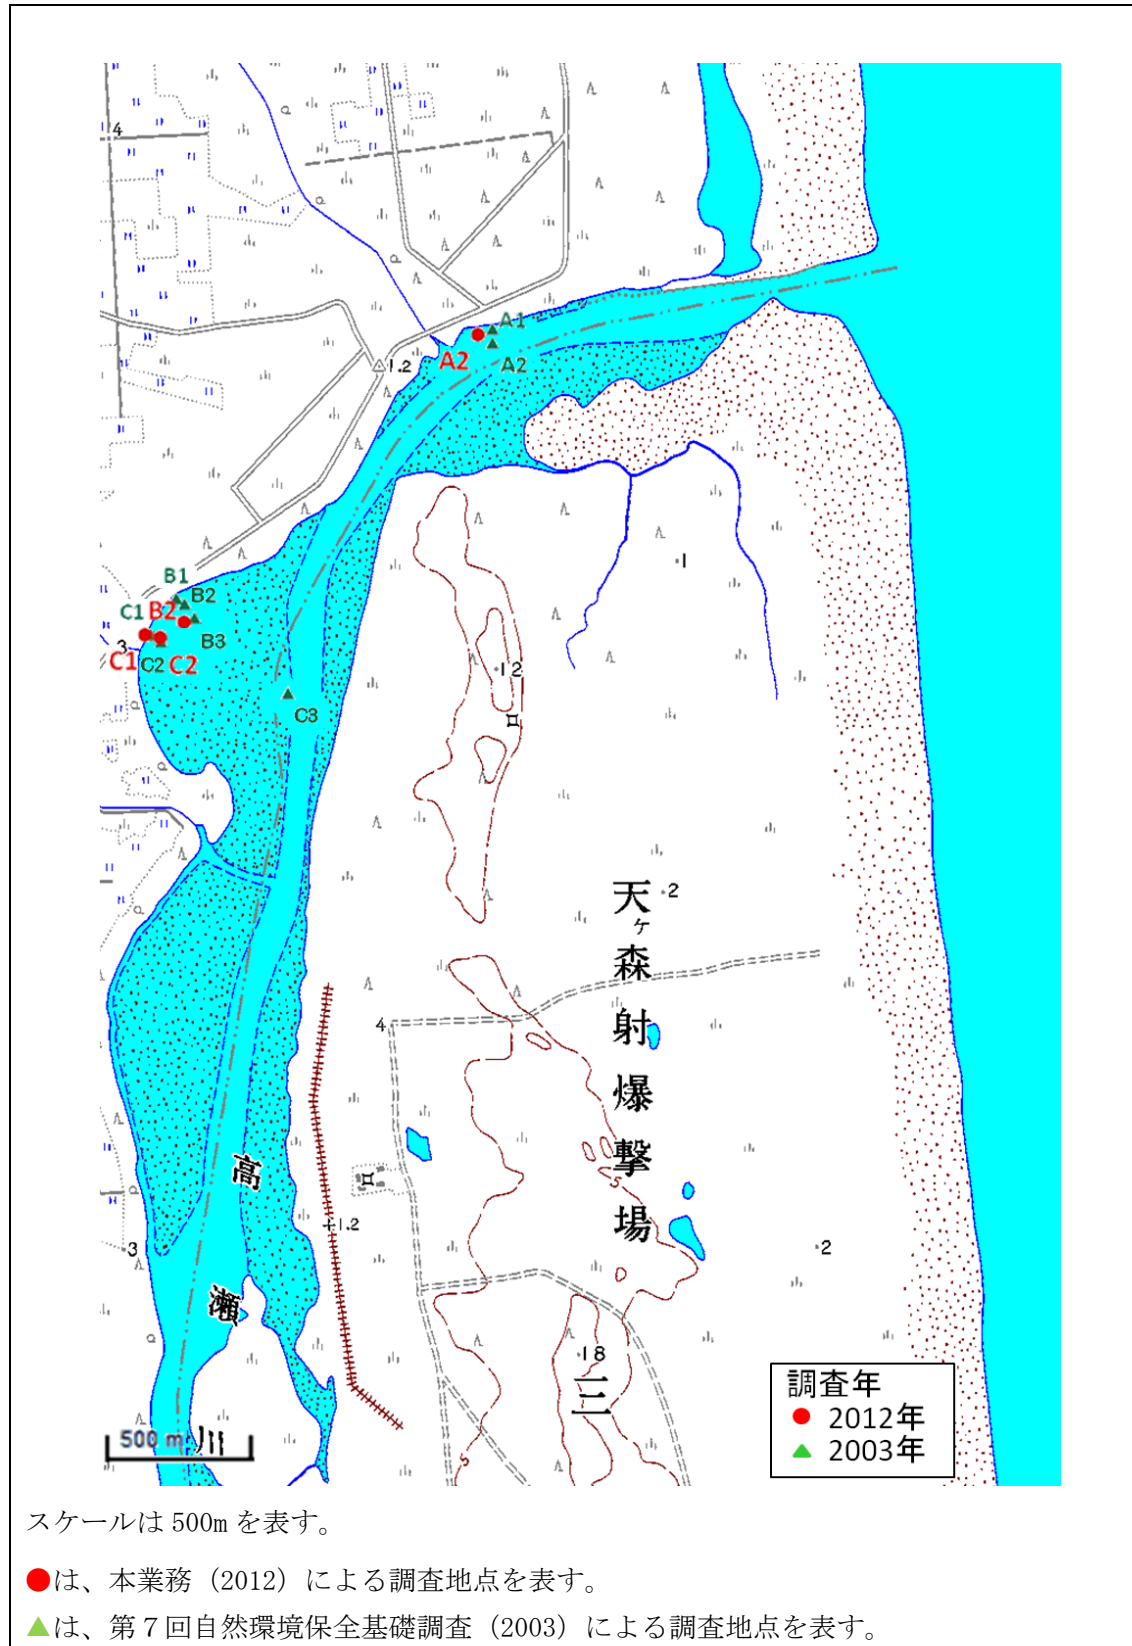 4
A1
A2
A2
1.2
B1
B2
C1
B2
B3
3
C1
C2
C2
C3
1
12
2
天ヶ森射爆撃場
4
5
高瀬川
1.2
3
2
18
三
5
500 m
調査年
2012年
2003年
スケールは 500m を表す。
●は、本業務（2012）による調査地点を表す。
▲は、第７回自然環境保全基礎調査（2003）による調査地点を表す。